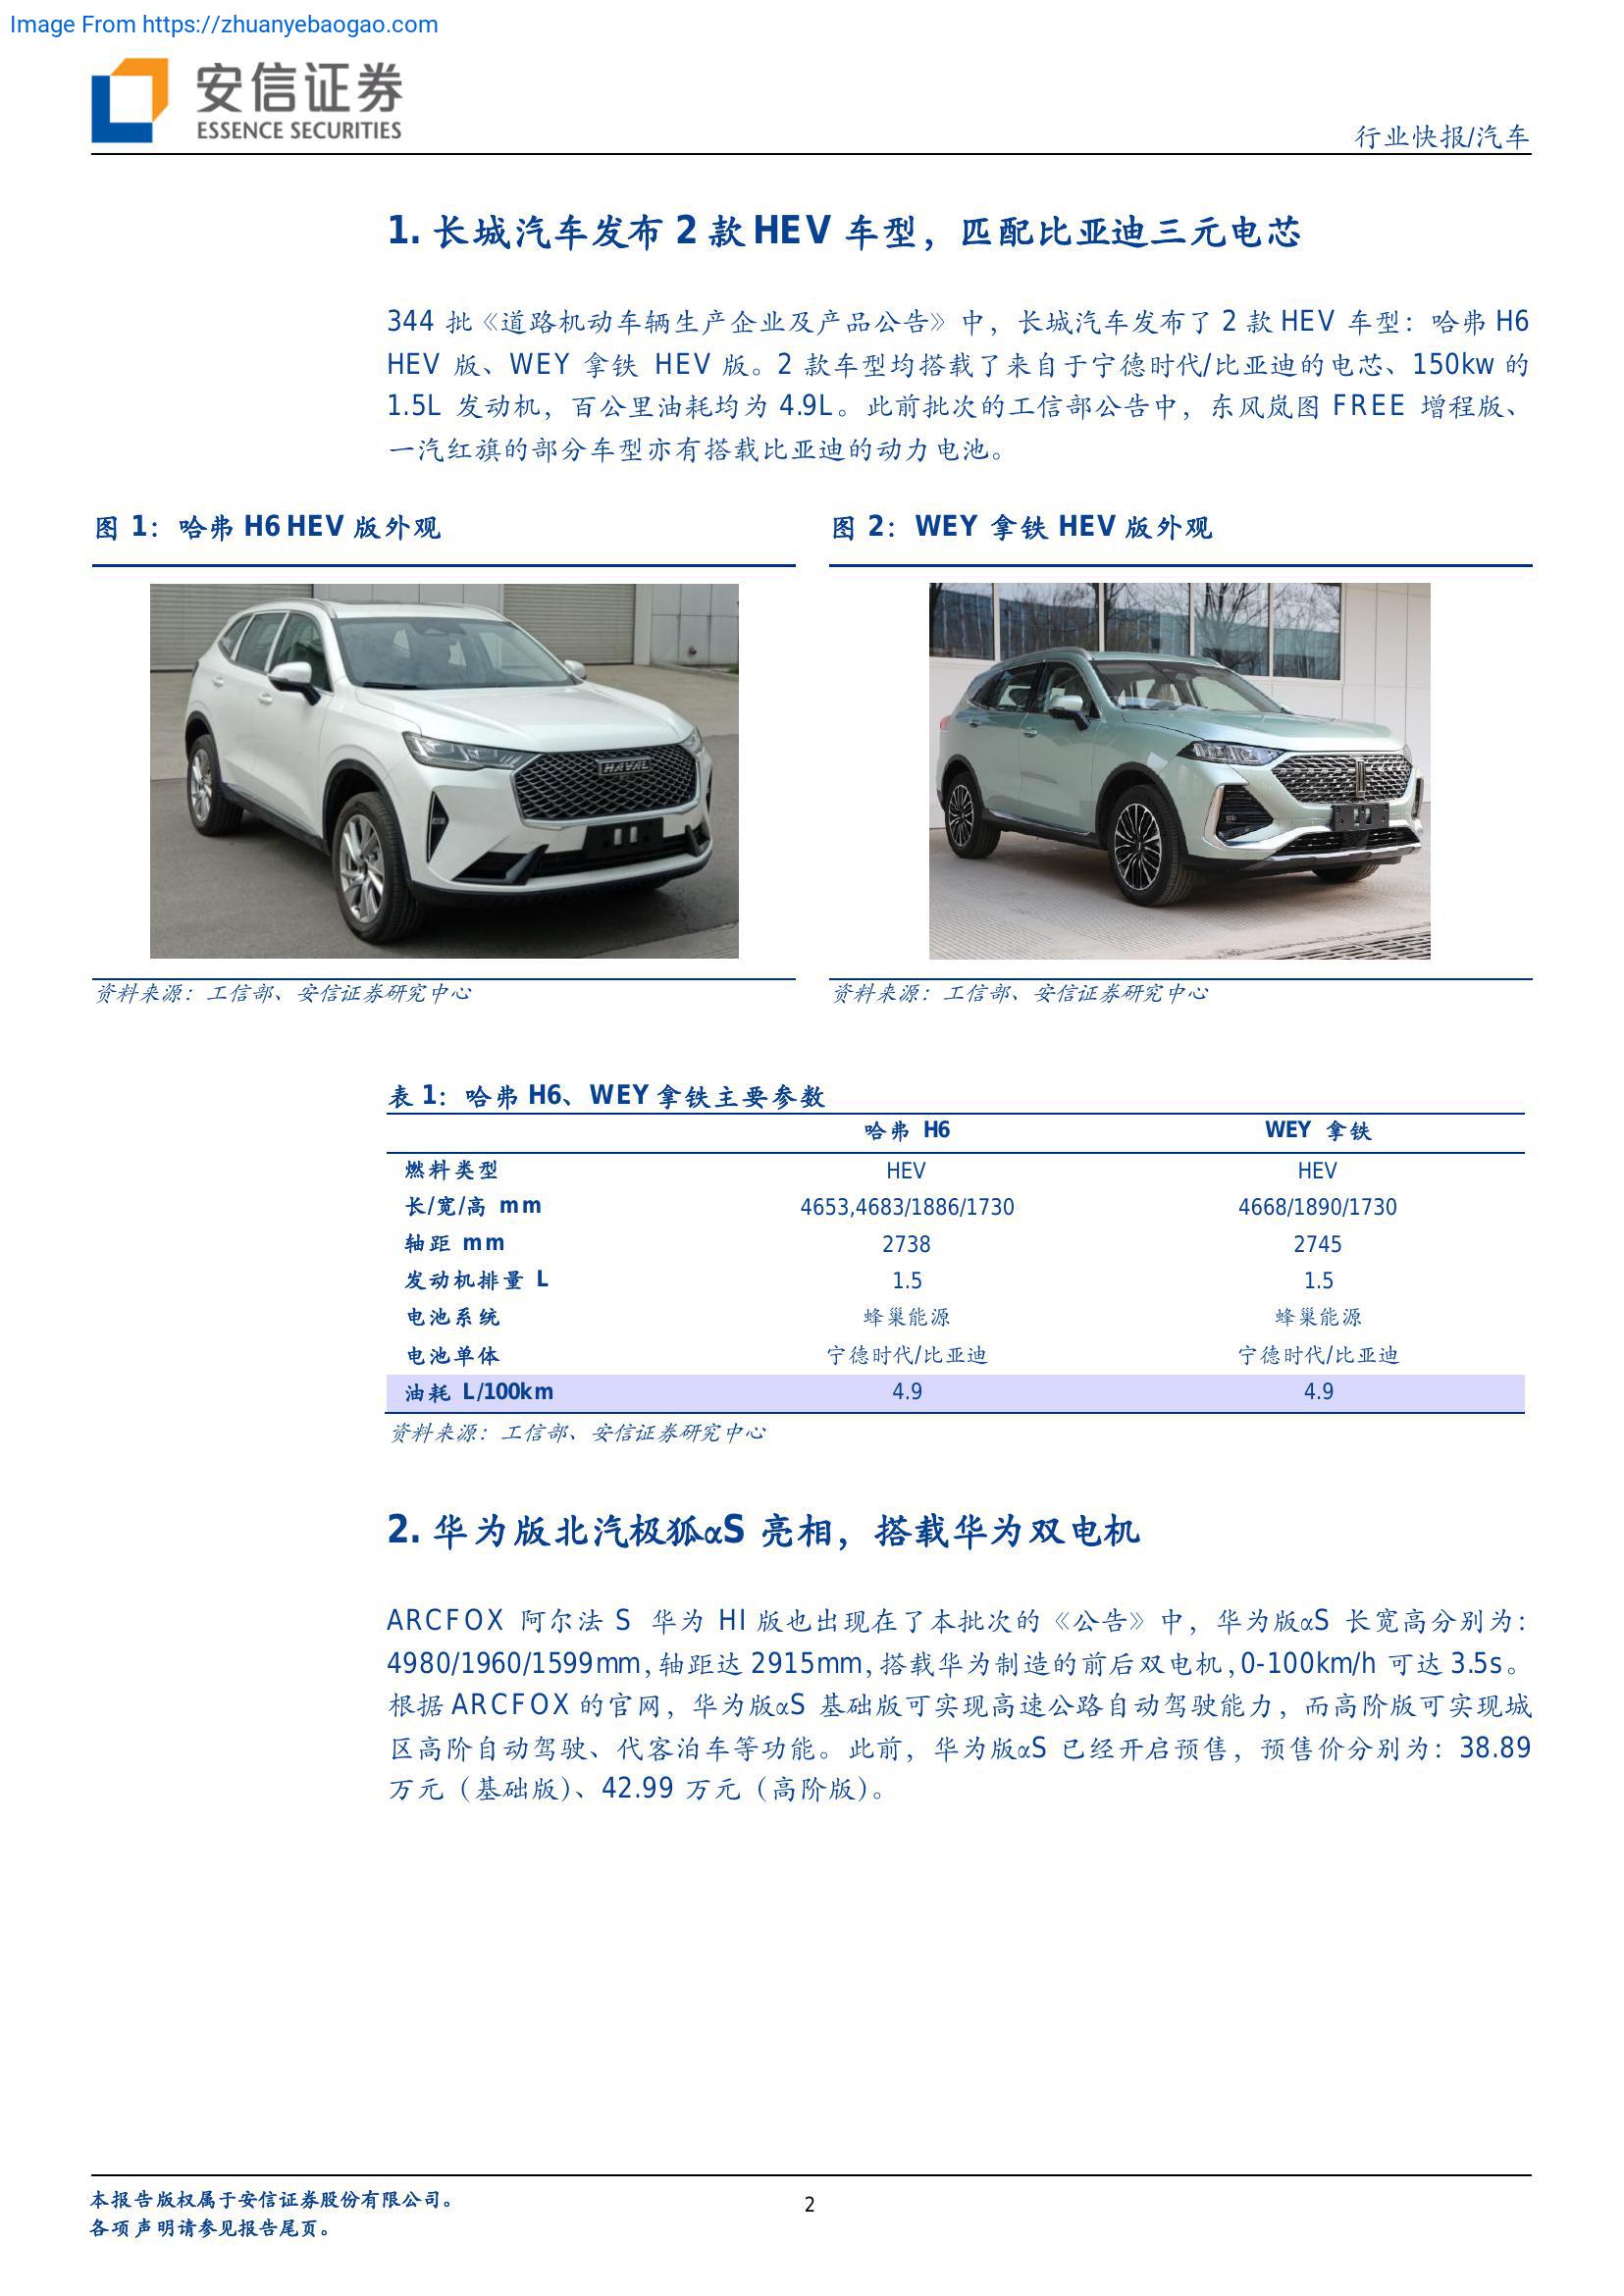 Image From https://zhuanyebaogao.com
安信证券
ESSENCE SECURITIES
行业快报/汽车
1. 长城汽车发布 2 款 HEV 车型，匹配比亚迪三元电芯
344 批《道路机动车辆生产企业及产品公告》中，长城汽车发布了 2 款 HEV 车型：哈弗 H6
HEV 版、WEY 拿铁 HEV 版。2 款车型均搭载了来自于宁德时代/比亚迪的电芯、150kw 的
1.5L 发动机，百公里油耗均为 4.9L。此前批次的工信部公告中，东风岚图 FREE 增程版、
一汽红旗的部分车型亦有搭载比亚迪的动力电池。
图 1：哈弗 H6 HEV 版外观
图 2：WEY 拿铁 HEV 版外观
HAVAL
资料来源：工信部、安信证券研究中心
资料来源：工信部、安信证券研究中心
表 1：哈弗 H6、WEY 拿铁主要参数
哈弗 H6 WEY 拿铁
燃料类型 HEV HEV
长/宽/高 mm 4653,4683/1886/1730 4668/1890/1730
轴距 mm 2738 2745
发动机排量 L 1.5 1.5
电池系统 蜂巢能源 蜂巢能源
电池单体 宁德时代/比亚迪 宁德时代/比亚迪
油耗 L/100km 4.9 4.9
资料来源：工信部、安信证券研究中心
2. 华为版北汽极狐αS 亮相，搭载华为双电机
ARCFOX 阿尔法 S 华为 HI 版也出现在了本批次的《公告》中，华为版αS 长宽高分别为：
4980/1960/1599mm,轴距达 2915mm,搭载华为制造的前后双电机,0-100km/h 可达 3.5s。
根据 ARCFOX 的官网，华为版αS 基础版可实现高速公路自动驾驶能力，而高阶版可实现城
区高阶自动驾驶、代客泊车等功能。此前，华为版αS 已经开启预售，预售价分别为：38.89
万元（基础版）、42.99 万元（高阶版）。
本报告版权属于安信证券股份有限公司。
各项声明请参见报告尾页。
2